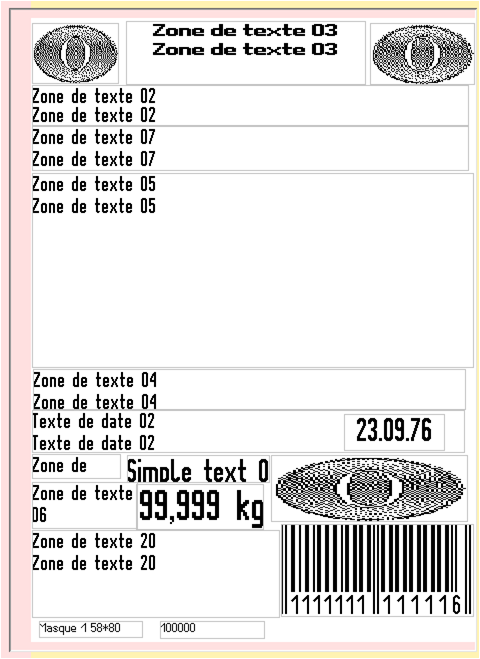 Zone de texte 03
Zone de texte 03
0 0
Zone de texte 02
Zone de texte 02
Zone de texte 07
Zone de texte 07
Zone de texte 05
Zone de texte 05
Zone de texte 04
Zone de texte 04
Texte de date 02
23.09.76
Texte de date 02
Zone de
Simple text 0
Zone de texte
06
99,999 kg
0
Zone de texte 20
Zone de texte 20
1111111 111116
Masque 1 58*80
100000